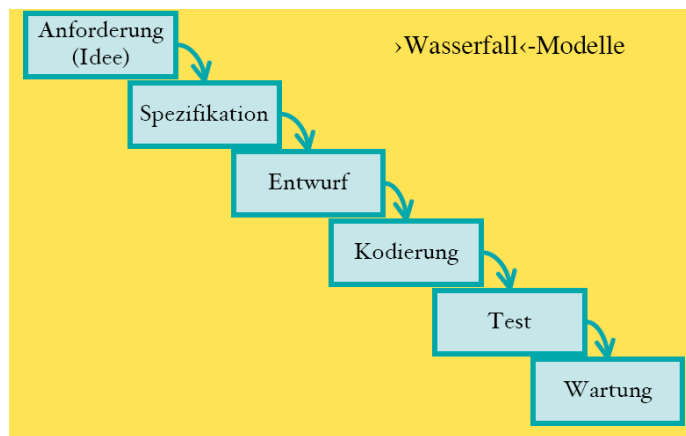 Anforderung
(Idee)
›Wasserfall‹-Modelle
Spezifikation
Entwurf
Kodierung
Test
Wartung